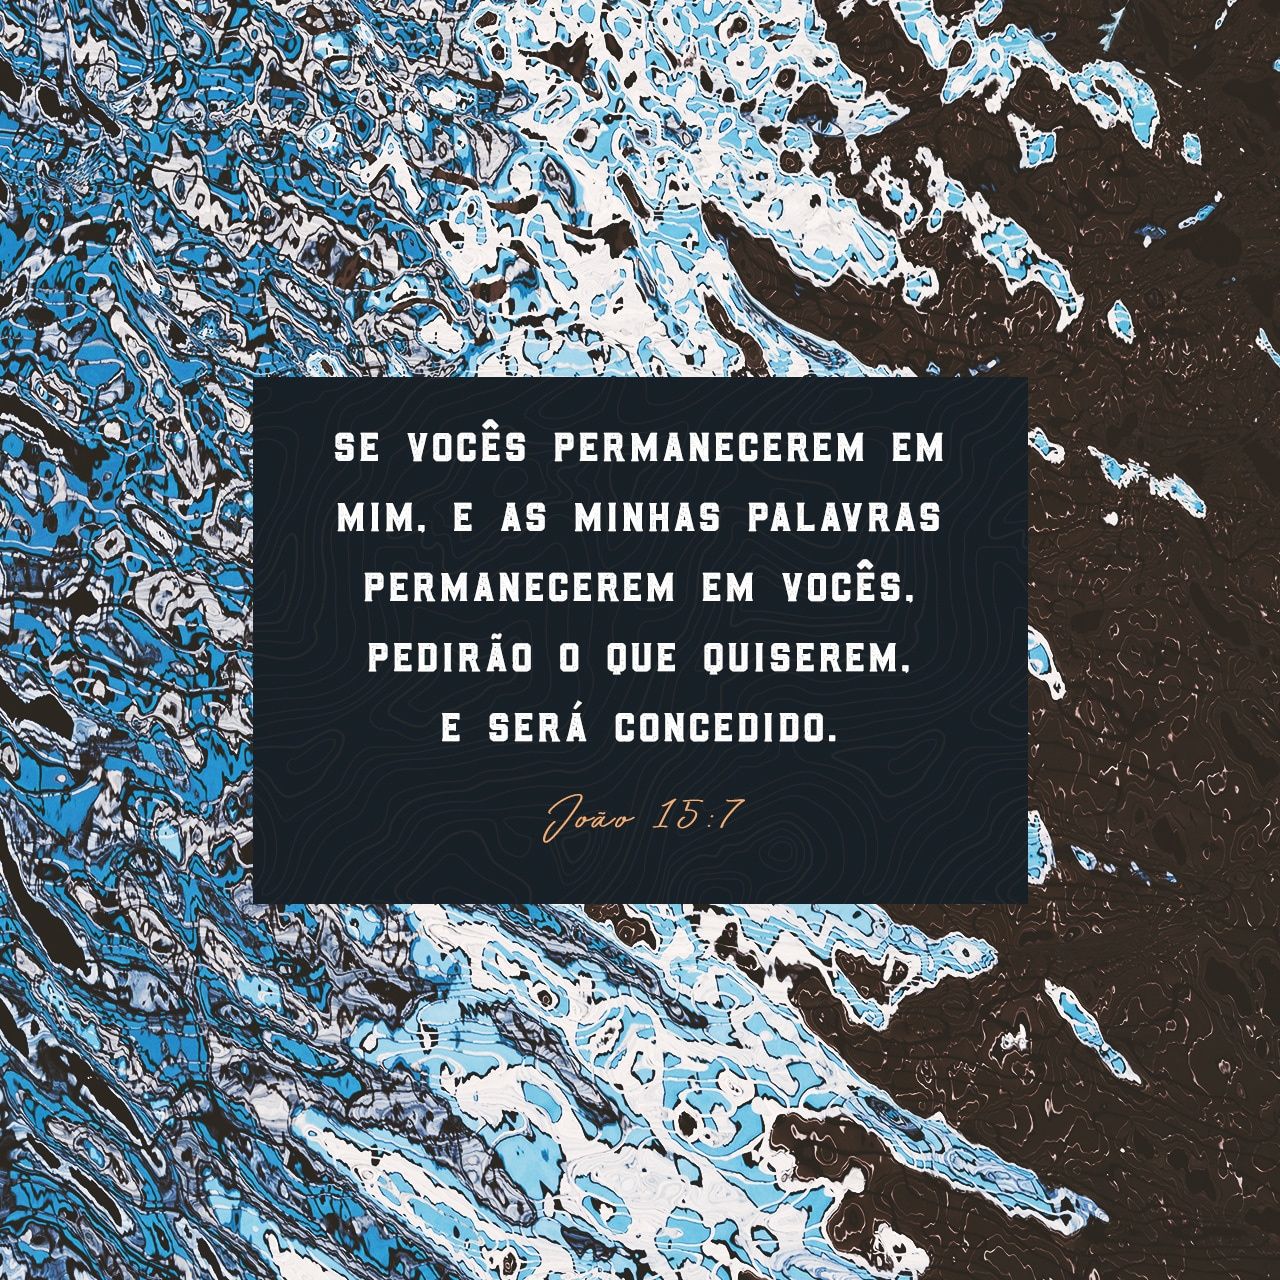 SE VOCÊS PERMANECEREM EM
MIM, E AS MINHAS PALAVRAS
PERMANECEREM EM VOCÊS,
PEDIRÃO O QUE QUISEREM,
E SERÁ CONCEDIDO.
João 15:7